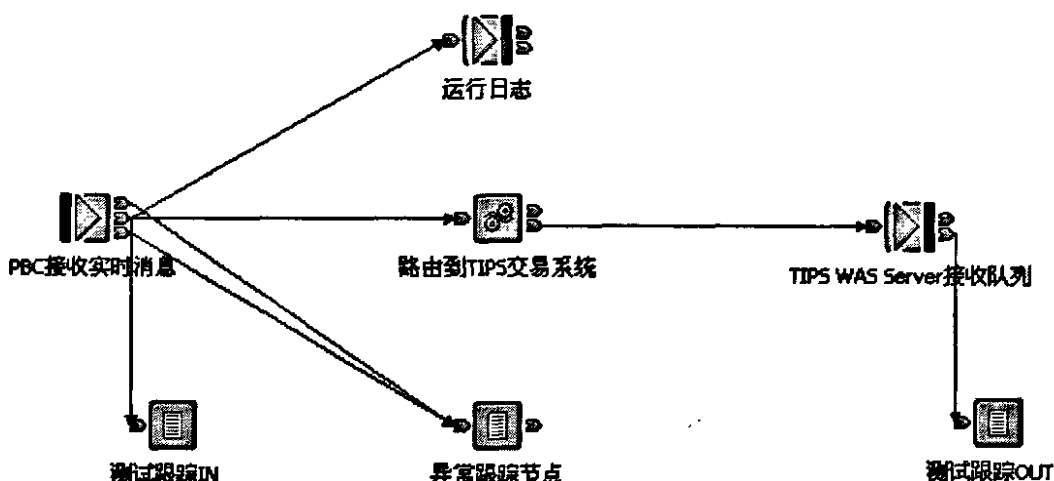 运行日志
PBC接收实时消息
路由到TIPS交易系统
TIPS WAS Server接收队列
测试跟踪IN
异常跟踪节点
测试跟踪OUT